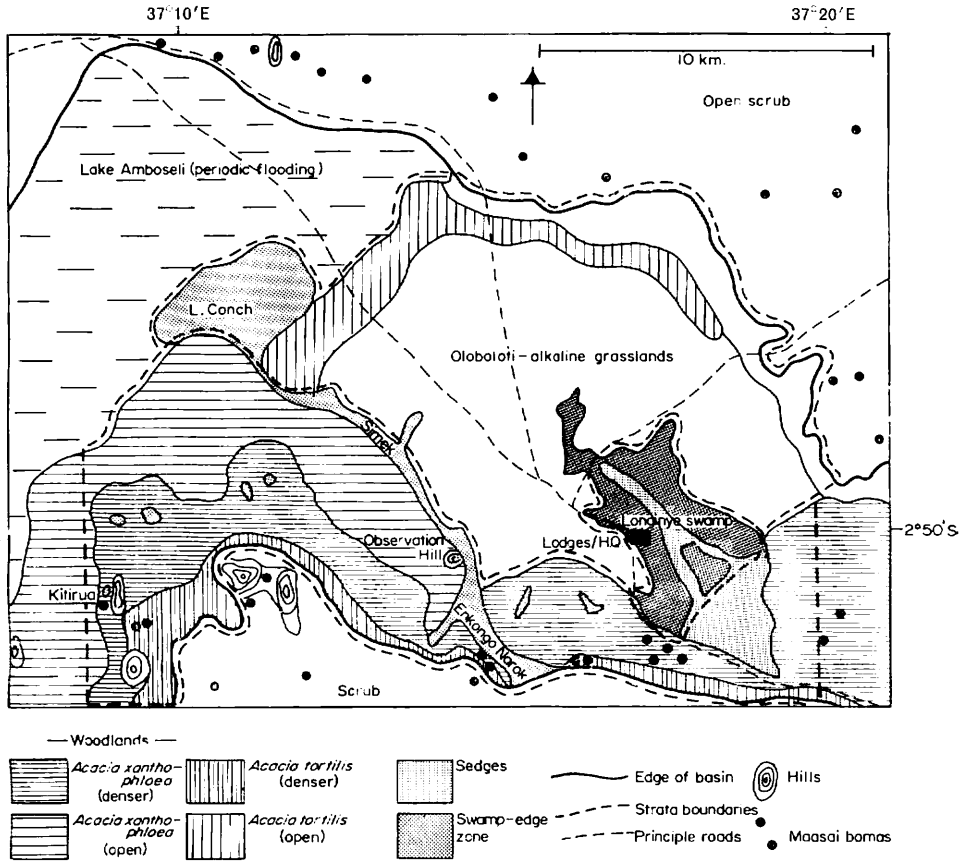 37°10'E
37°20'E
10 km.
Open scrub
Lake Amboseli (periodic flooding)
L. Conch
Olololoti-alkaline grasslands
Simek
Longinye swamp
2°50'S
Observation
Hill
Lodges/HQ
Kitirua
Enkongo Narok
Scrub
Woodlands
Acacia xantho-
phloea
(denser)
Acacia tortilis
(denser)
Sedges
Edge of basin
Hills
Acacia xantho-
phloea
(open)
Acacia tortilis
(open)
Swamp-edge
zone
Strata boundaries
Principle roads
Maasai bomas